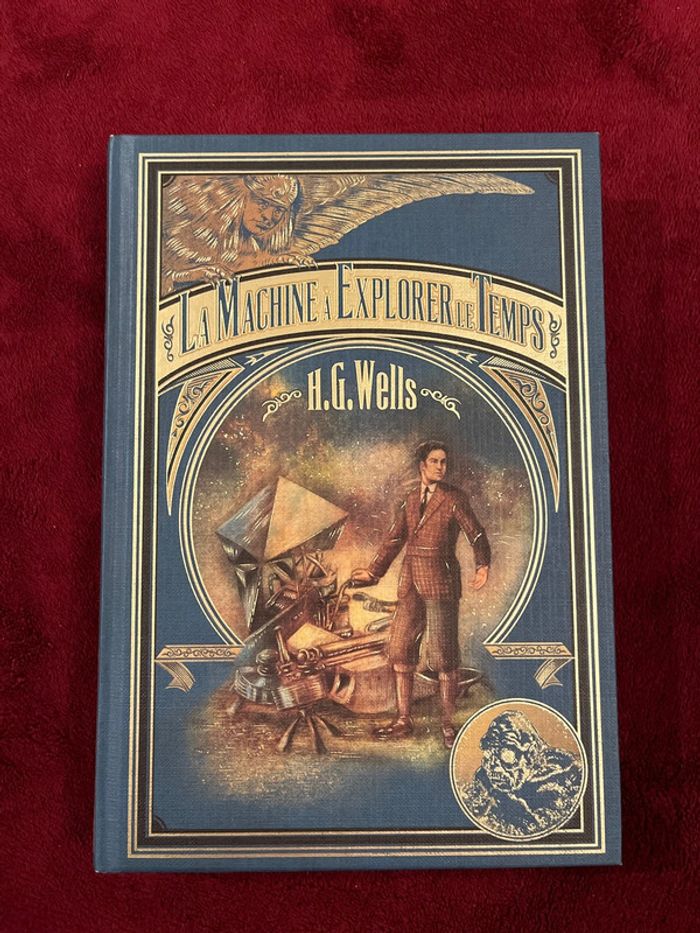 La Machine à Explorer le Temps
H.G. Wells